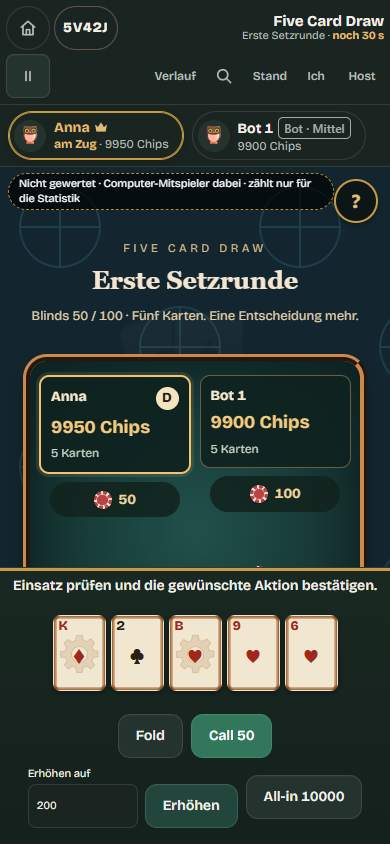 5V42J
Five Card Draw
Erste Setzrunde · noch 30 s
Verlauf
Stand
Ich
Host
Anna
am Zug · 9950 Chips
Bot 1
Bot · Mittel
9900 Chips
Nicht gewertet · Computer-Mitspieler dabei · zählt nur für
die Statistik
?
FIVE CARD DRAW
Erste Setzrunde
Blinds 50 / 100 · Fünf Karten. Eine Entscheidung mehr.
Anna
D
9950 Chips
5 Karten
Bot 1
9900 Chips
5 Karten
50
100
Einsatz prüfen und die gewünschte Aktion bestätigen.
K
2
B
9
6
Fold
Call 50
Erhöhen auf
200
Erhöhen
All-in 10000